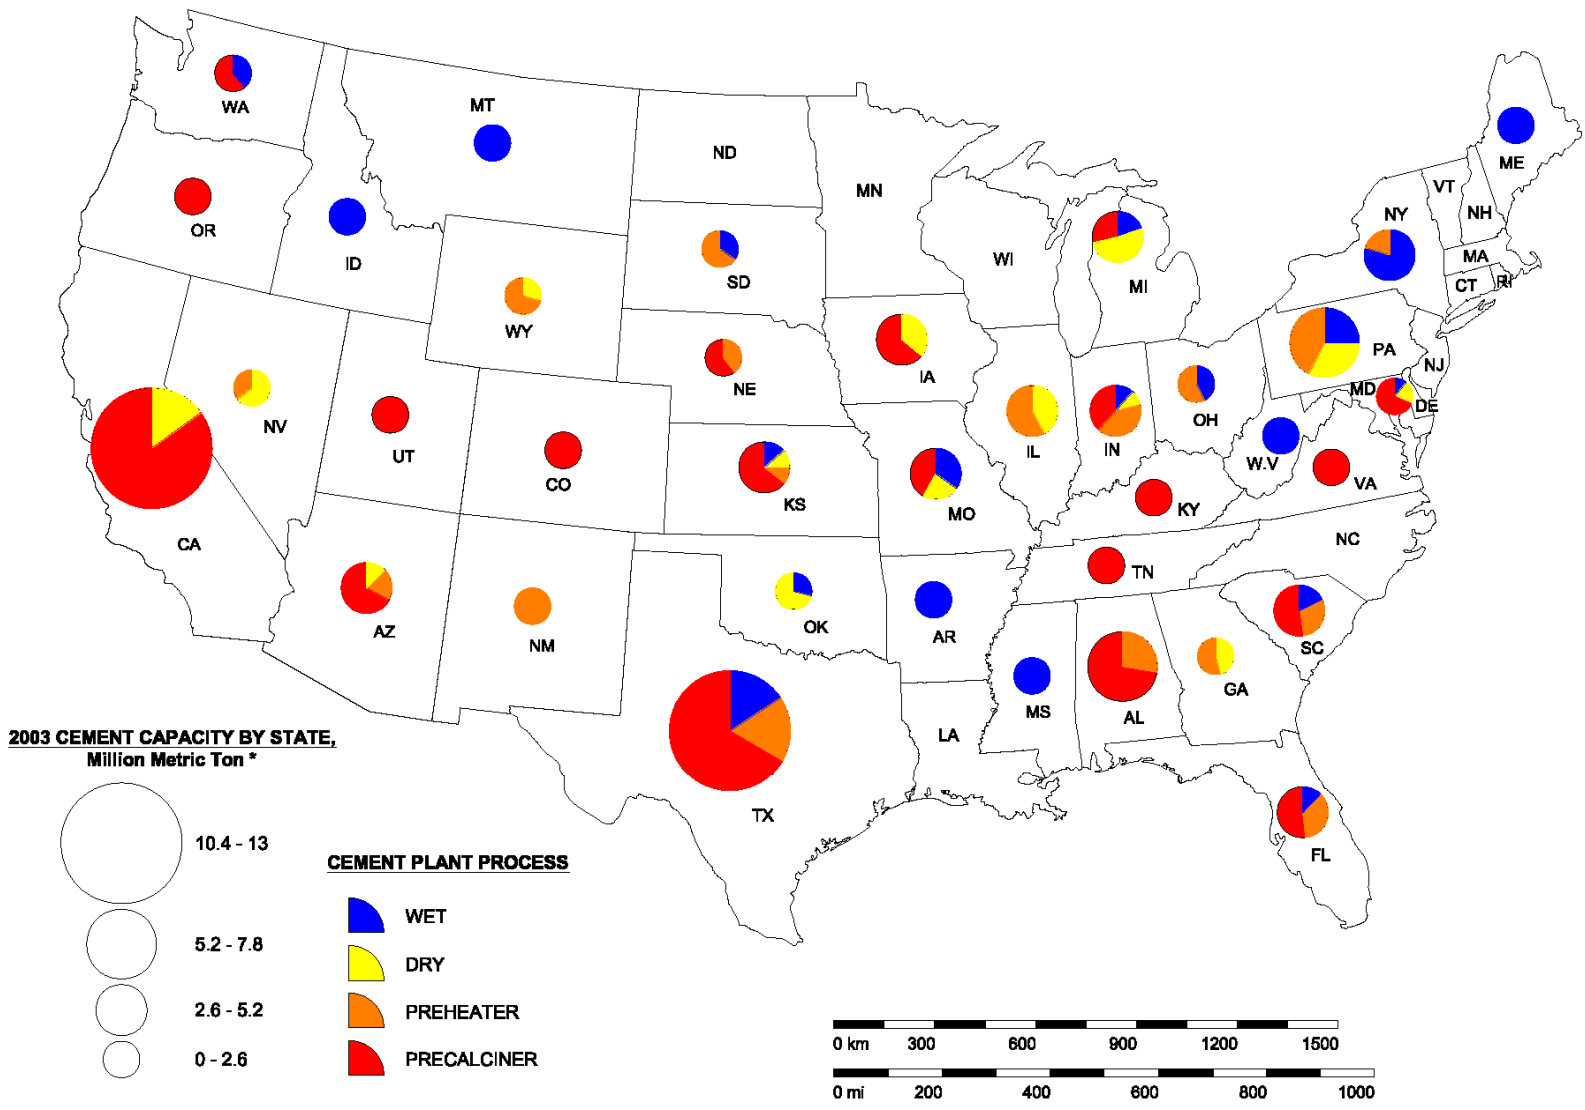 WA
MT
ND
MN
ME
VT
NH
NY
MA
CT
RI
OR
ID
SD
WI
MI
WY
NE
IA
PA
NJ
MD
DE
NV
UT
CO
KS
MO
IL
IN
OH
W.V
VA
KY
CA
AZ
NM
OK
AR
TN
NC
SC
MS
AL
GA
LA
TX
FL
2003 CEMENT CAPACITY BY STATE,
Million Metric Ton *
10.4 - 13
5.2 - 7.8
2.6 - 5.2
0 - 2.6
CEMENT PLANT PROCESS
WET
DRY
PREHEATER
PRECALCINER
0 km 300 600 900 1200 1500
0 mi 200 400 600 800 1000